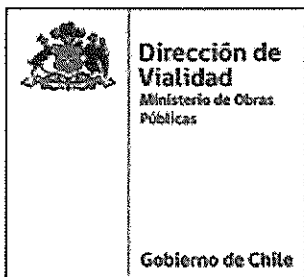 Dirección de
Vialidad
Ministerio de Obras
Públicas
Gobierno de Chile